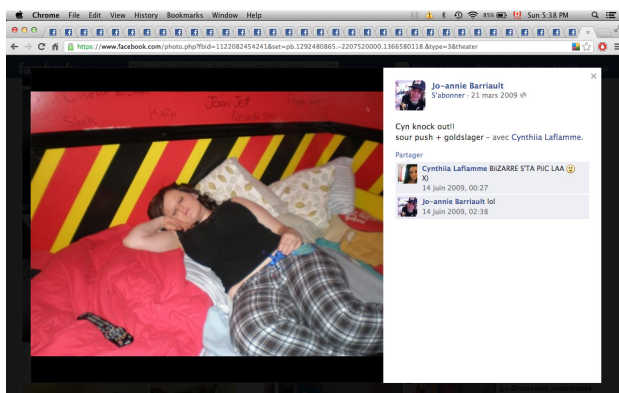 Chrome File Edit View History Bookmarks Window Help
85% Sun 5:38 PM
https://www.facebook.com/photo.php?fbid=1122082454241&set=pb.1292480865.-2207520000.1366580118.&type=3&theater
Jo-annie Barriault
S'abonner · 21 mars 2009
Cyn knock out!!
sour push + goldslager – avec Cynthiia Laflamme.
Partager
Cynthiia Laflamme BiiZARRE S'TA PiiC LAA
X)
14 juin 2009, 00:27
Jo-annie Barriault lol
14 juin 2009, 02:38